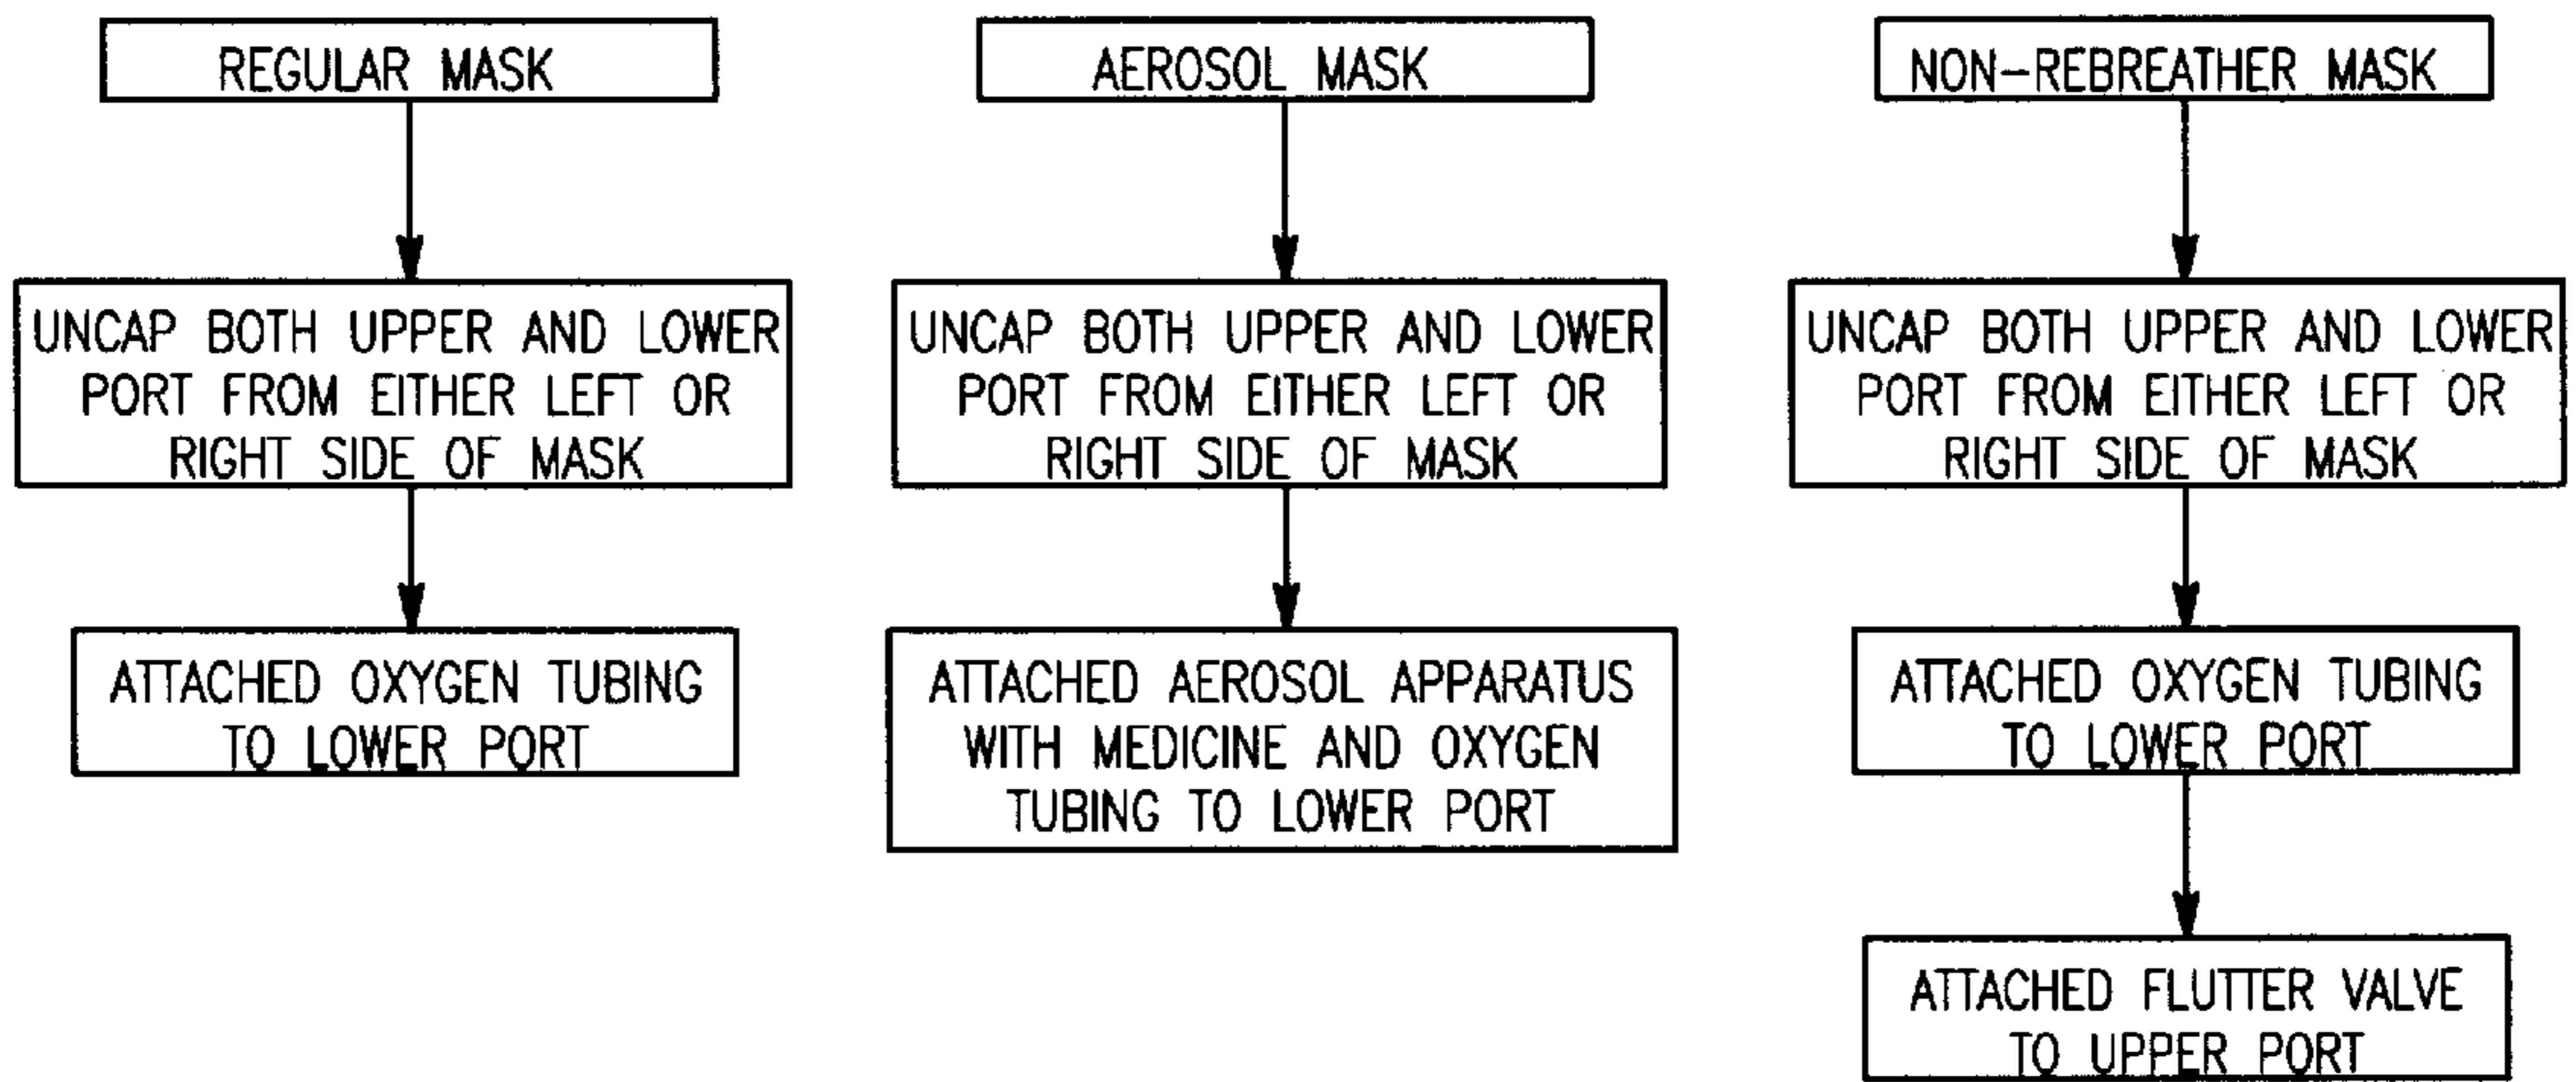 REGULAR MASK
UNCAP BOTH UPPER AND LOWER
PORT FROM EITHER LEFT OR
RIGHT SIDE OF MASK
ATTACHED OXYGEN TUBING
TO LOWER PORT
AEROSOL MASK
UNCAP BOTH UPPER AND LOWER
PORT FROM EITHER LEFT OR
RIGHT SIDE OF MASK
ATTACHED AEROSOL APPARATUS
WITH MEDICINE AND OXYGEN
TUBING TO LOWER PORT
NON-REBREATHER MASK
UNCAP BOTH UPPER AND LOWER
PORT FROM EITHER LEFT OR
RIGHT SIDE OF MASK
ATTACHED OXYGEN TUBING
TO LOWER PORT
ATTACHED FLUTTER VALVE
TO UPPER PORT